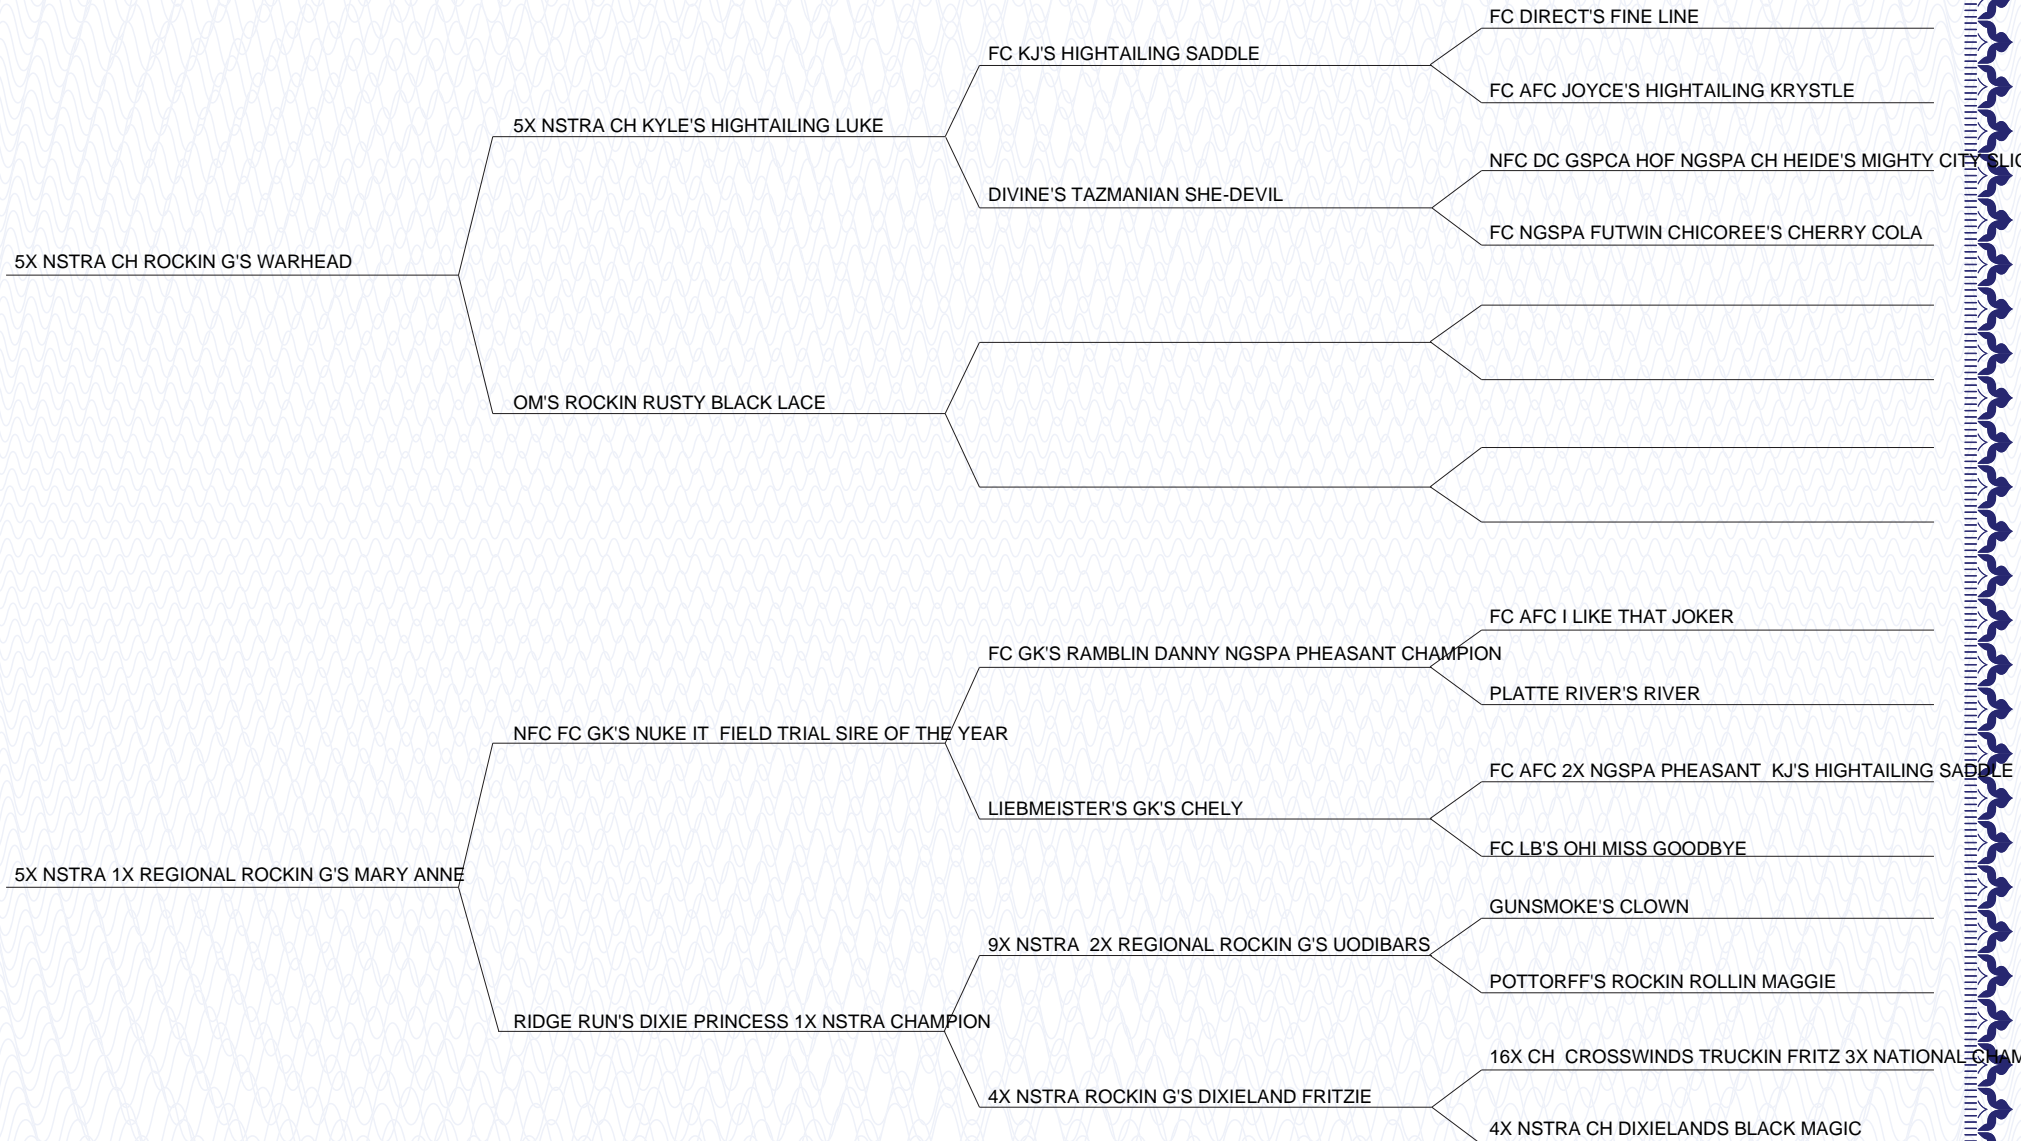 FC DIRECT'S FINE LINE
FC KJ'S HIGHTAILING SADDLE
FC AFC JOYCE'S HIGHTAILING KRYSTLE
5X NSTRA CH KYLE'S HIGHTAILING LUKE
NFC DC GSPCA HOF NGSPA CH HEIDE'S MIGHTY CITY
DIVINE'S TAZMANIAN SHE-DEVIL
FC NGSPA FUTWIN CHICOREE'S CHERRY COLA
5X NSTRA CH ROCKIN G'S WARHEAD
OM'S ROCKIN RUSTY BLACK LACE
FC AFC I LIKE THAT JOKER
FC GK'S RAMBLIN DANNY NGSPA PHEASANT CHAMPION
PLATTE RIVER'S RIVER
NFC FC GK'S NUKE IT  FIELD TRIAL SIRE OF THE YEAR
FC AFC 2X NGSPA PHEASANT  KJ'S HIGHTAILING SADDLE
LIEBMEISTER'S GK'S CHELY
FC LB'S OHI MISS GOODBYE
5X NSTRA 1X REGIONAL ROCKIN G'S MARY ANNE
GUNSMOKE'S CLOWN
9X NSTRA  2X REGIONAL ROCKIN G'S UODIBARS
POTTORFF'S ROCKIN ROLLIN MAGGIE
RIDGE RUN'S DIXIE PRINCESS 1X NSTRA CHAMPION
16X CH  CROSSWINDS TRUCKIN FRITZ 3X NATIONAL
4X NSTRA ROCKIN G'S DIXIELAND FRITZIE
4X NSTRA CH DIXIELANDS BLACK MAGIC